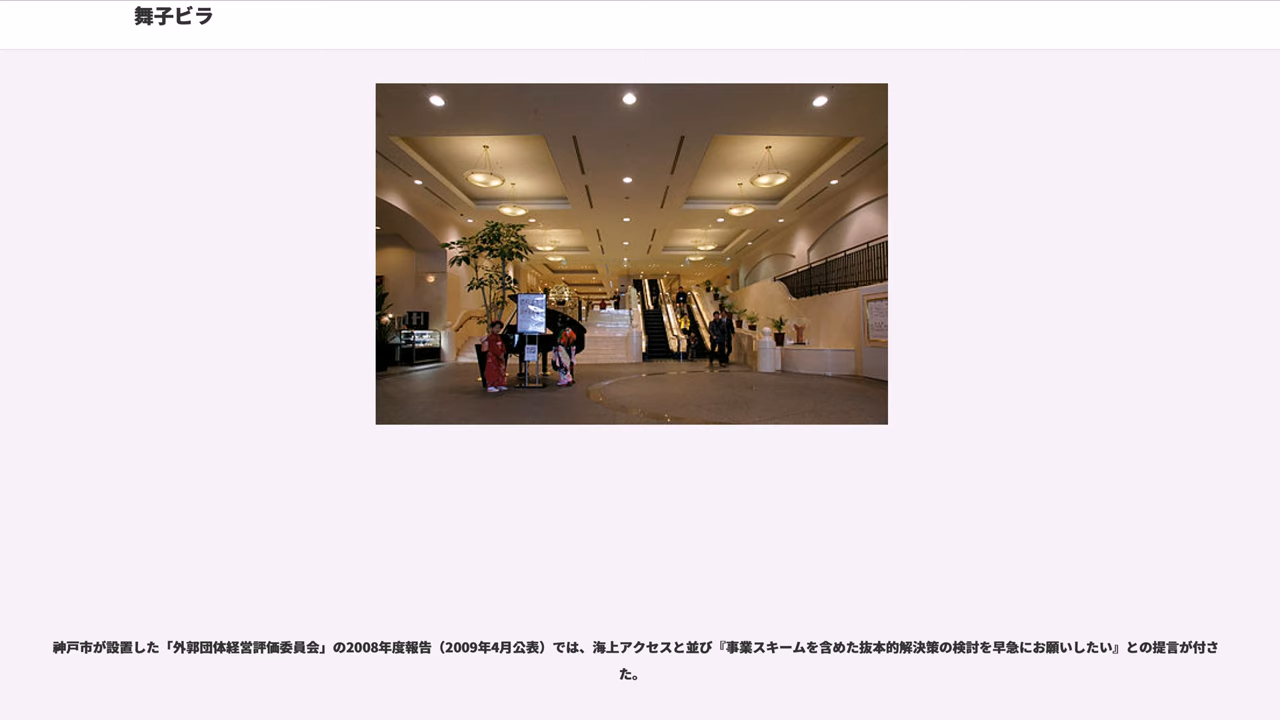 舞子ビラ
神戸市が設置した「外郭団体経営評価委員会」の2008年度報告（2009年4月公表）では、海上アクセスと並び『事業スキームを含めた抜本的解決策の検討を早急にお願いしたい』との提言が付さ
た。